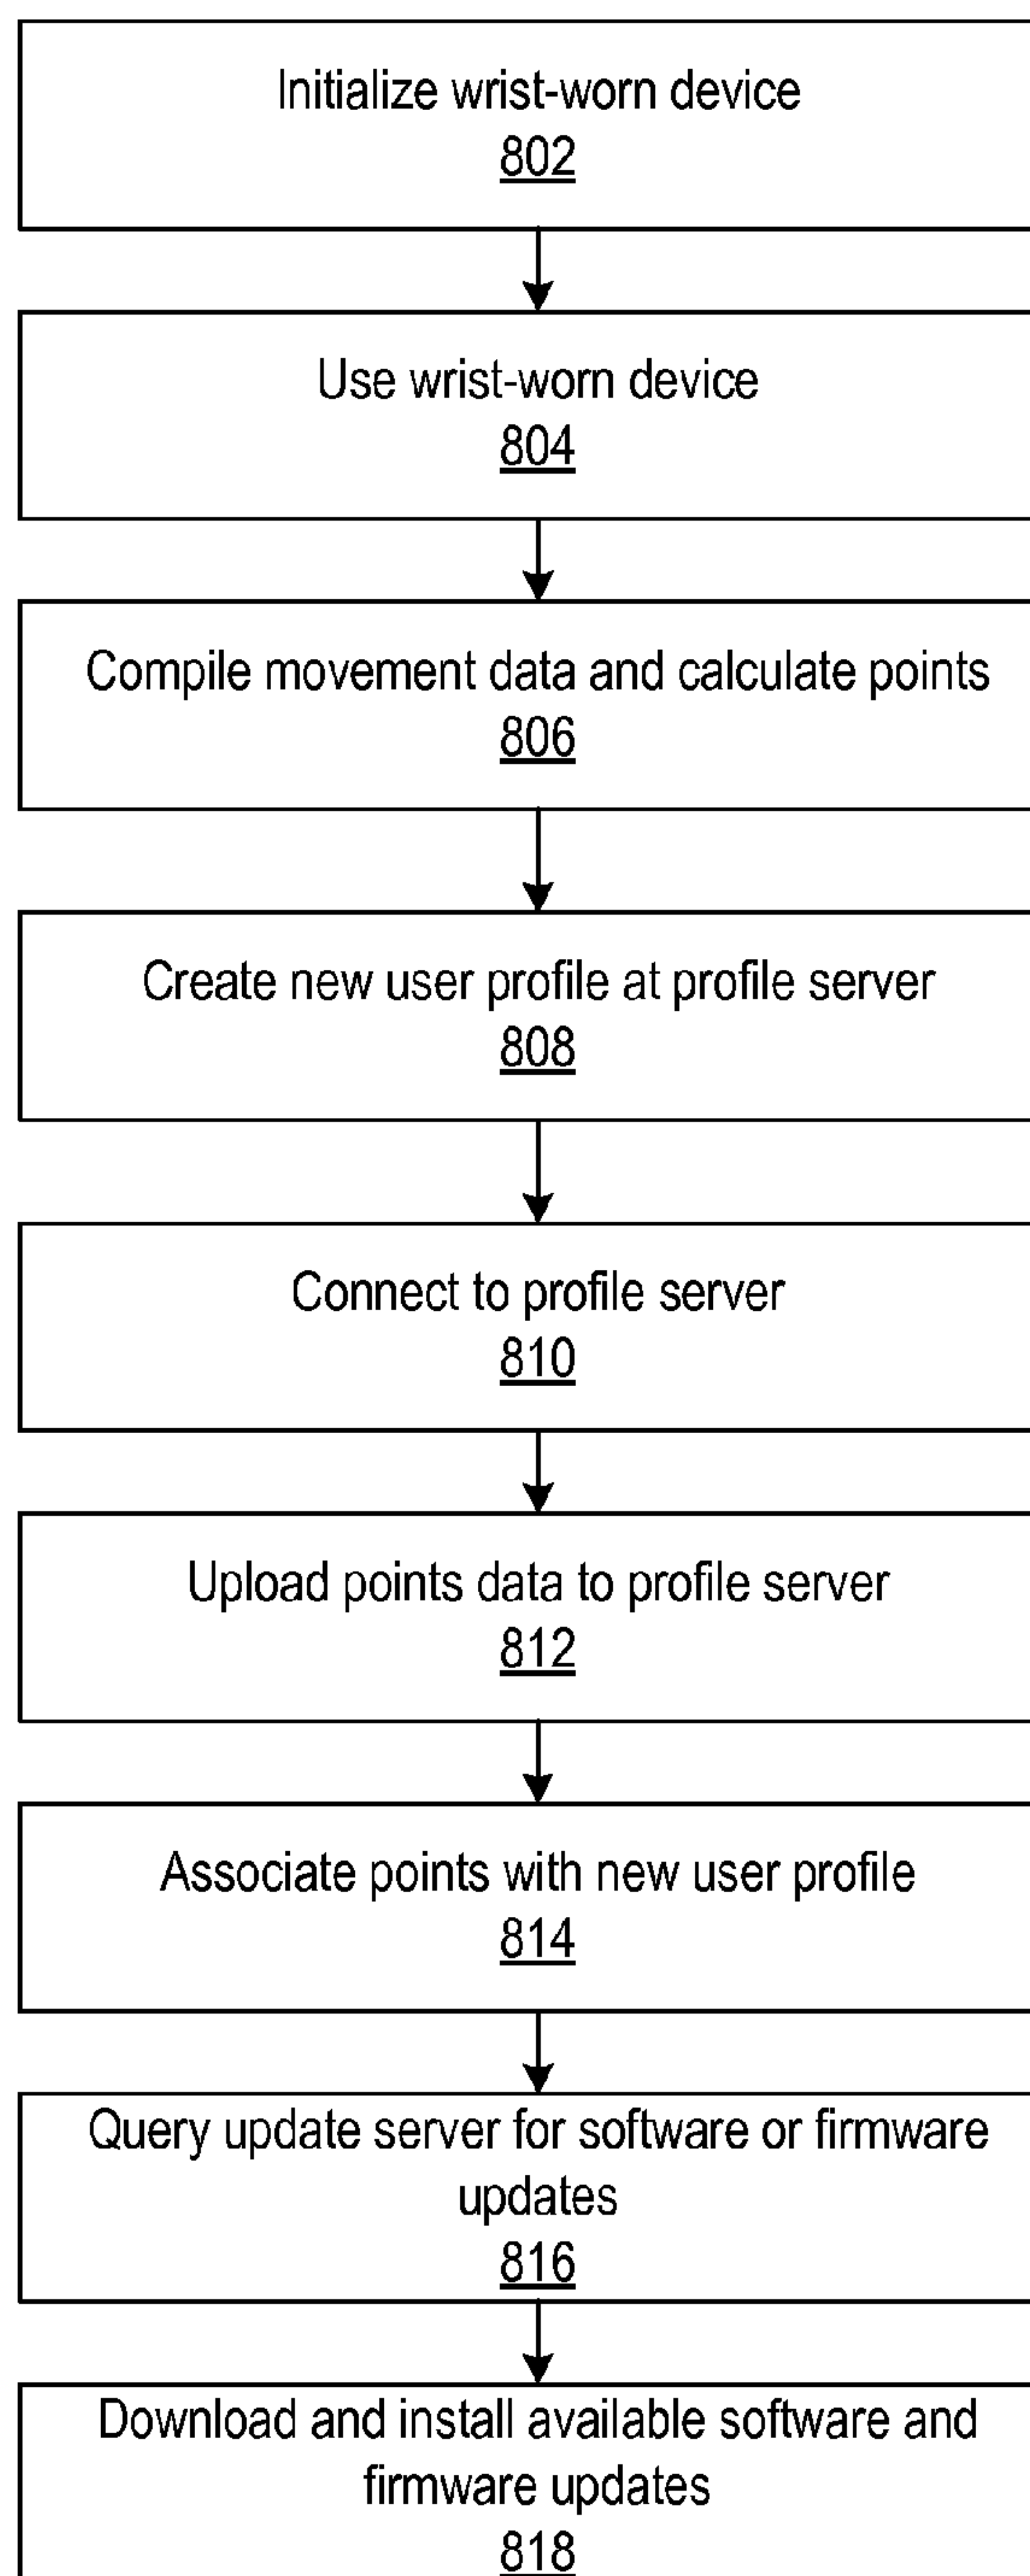 Initialize wrist-worn device
802
Use wrist-worn device
804
Compile movement data and calculate points
806
Create new user profile at profile server
808
Connect to profile server
810
Upload points data to profile server
812
Associate points with new user profile
814
Query update server for software or firmware
updates
816
Download and install available software and
firmware updates
818